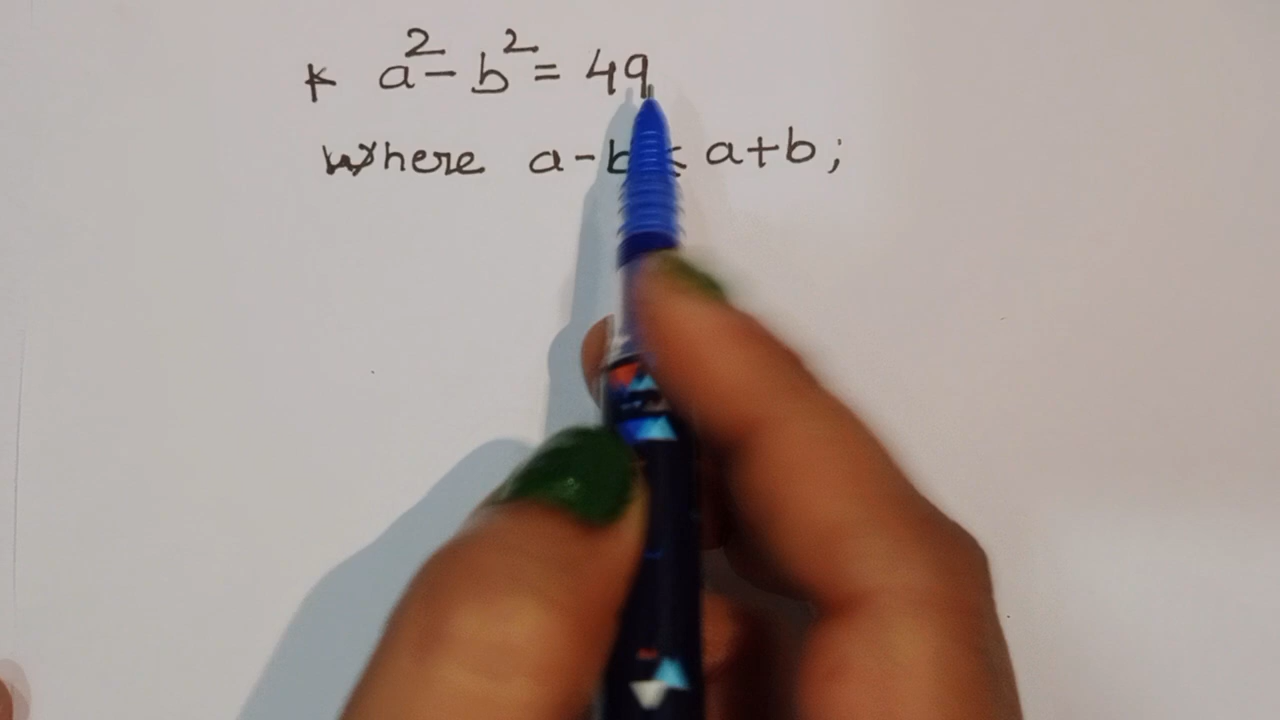 * a² - b² = 49
Where a - b < a + b ;